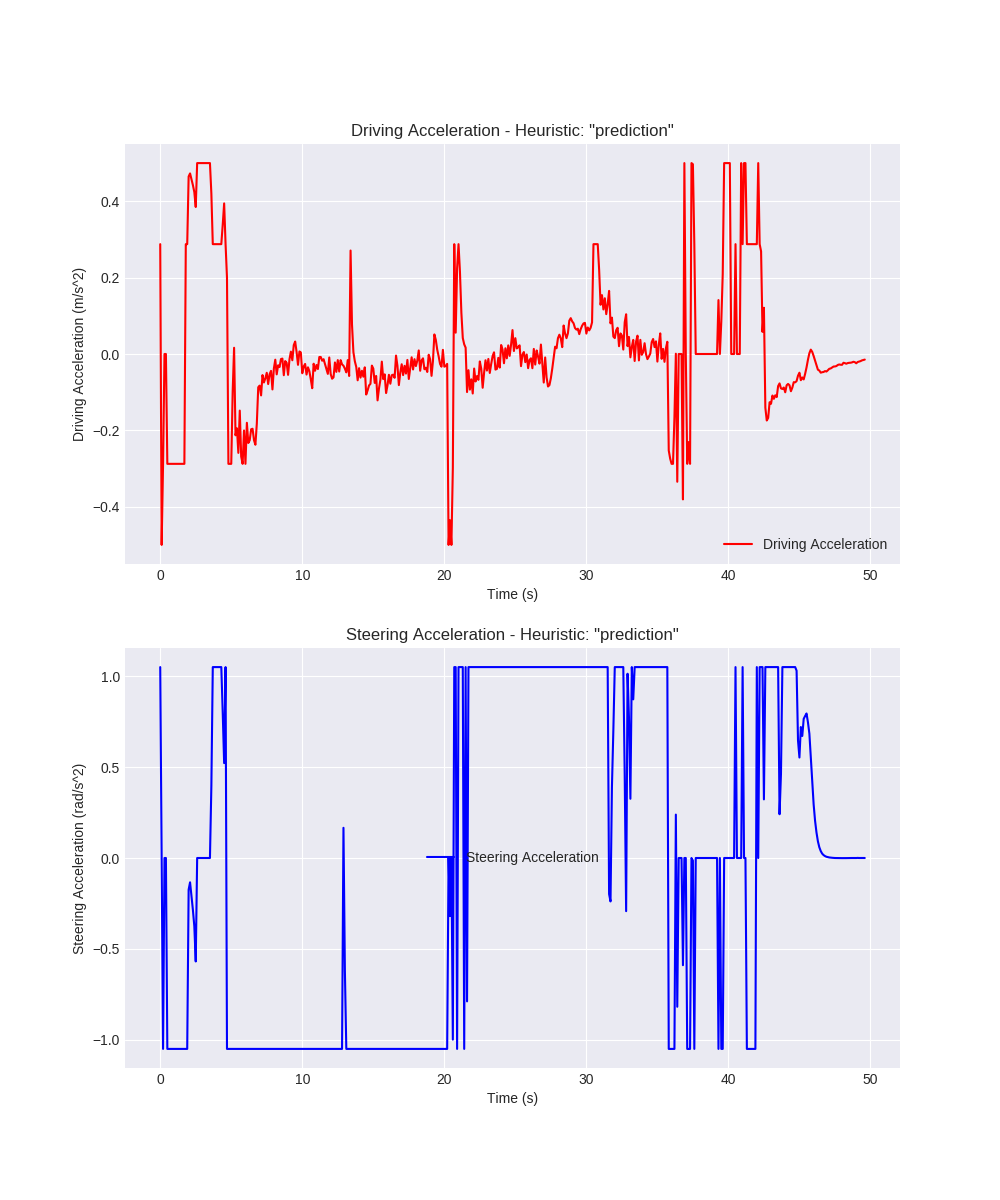 Driving Acceleration - Heuristic: "prediction"
Driving Acceleration (m/s^2)
0.4
0.2
0.0
−0.2
−0.4
Driving Acceleration
0 10 20 30 40 50
Time (s)
Steering Acceleration - Heuristic: "prediction"
Steering Acceleration (rad/s^2)
1.0
0.5
0.0
−0.5
−1.0
Steering Acceleration
0 10 20 30 40 50
Time (s)